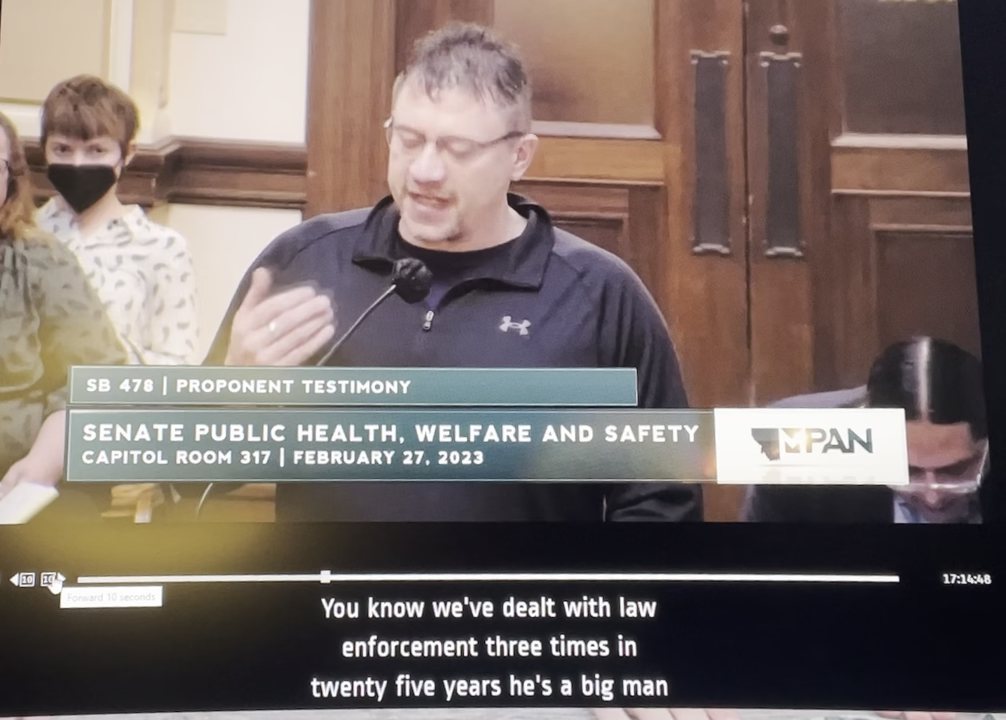 SB 478 | PROPONENT TESTIMONY
SENATE PUBLIC HEALTH, WELFARE AND SAFETY
CAPITOL ROOM 317 | FEBRUARY 27, 2023
MPAN
10 10
17:14:48
Forward 10 seconds
You know we've dealt with law
enforcement three times in
twenty five years he's a big man